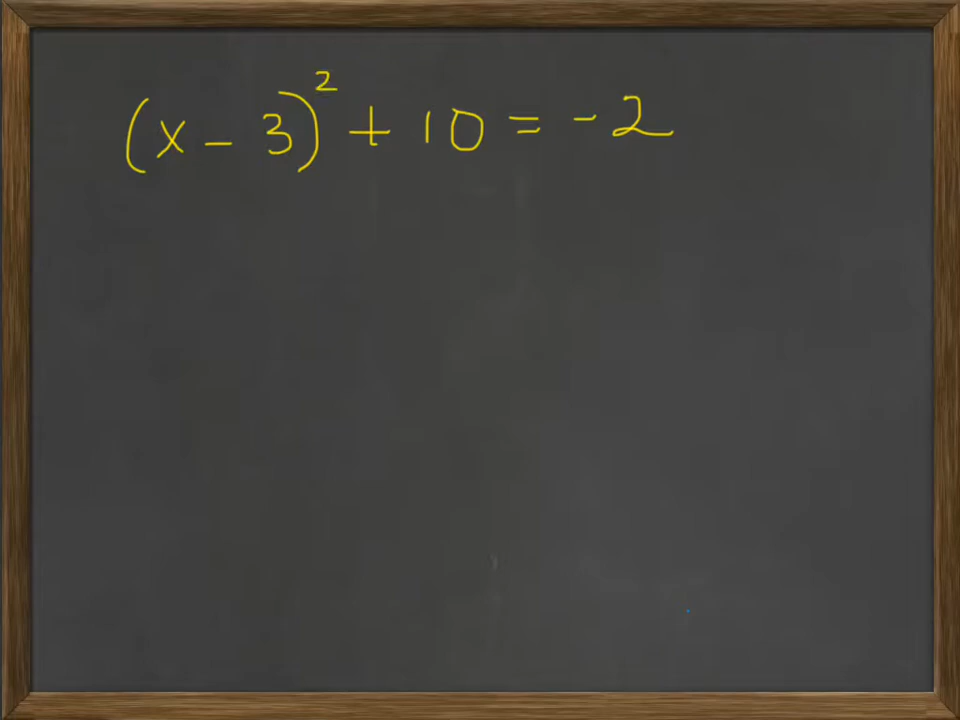 (x - 3)² + 10 = -2